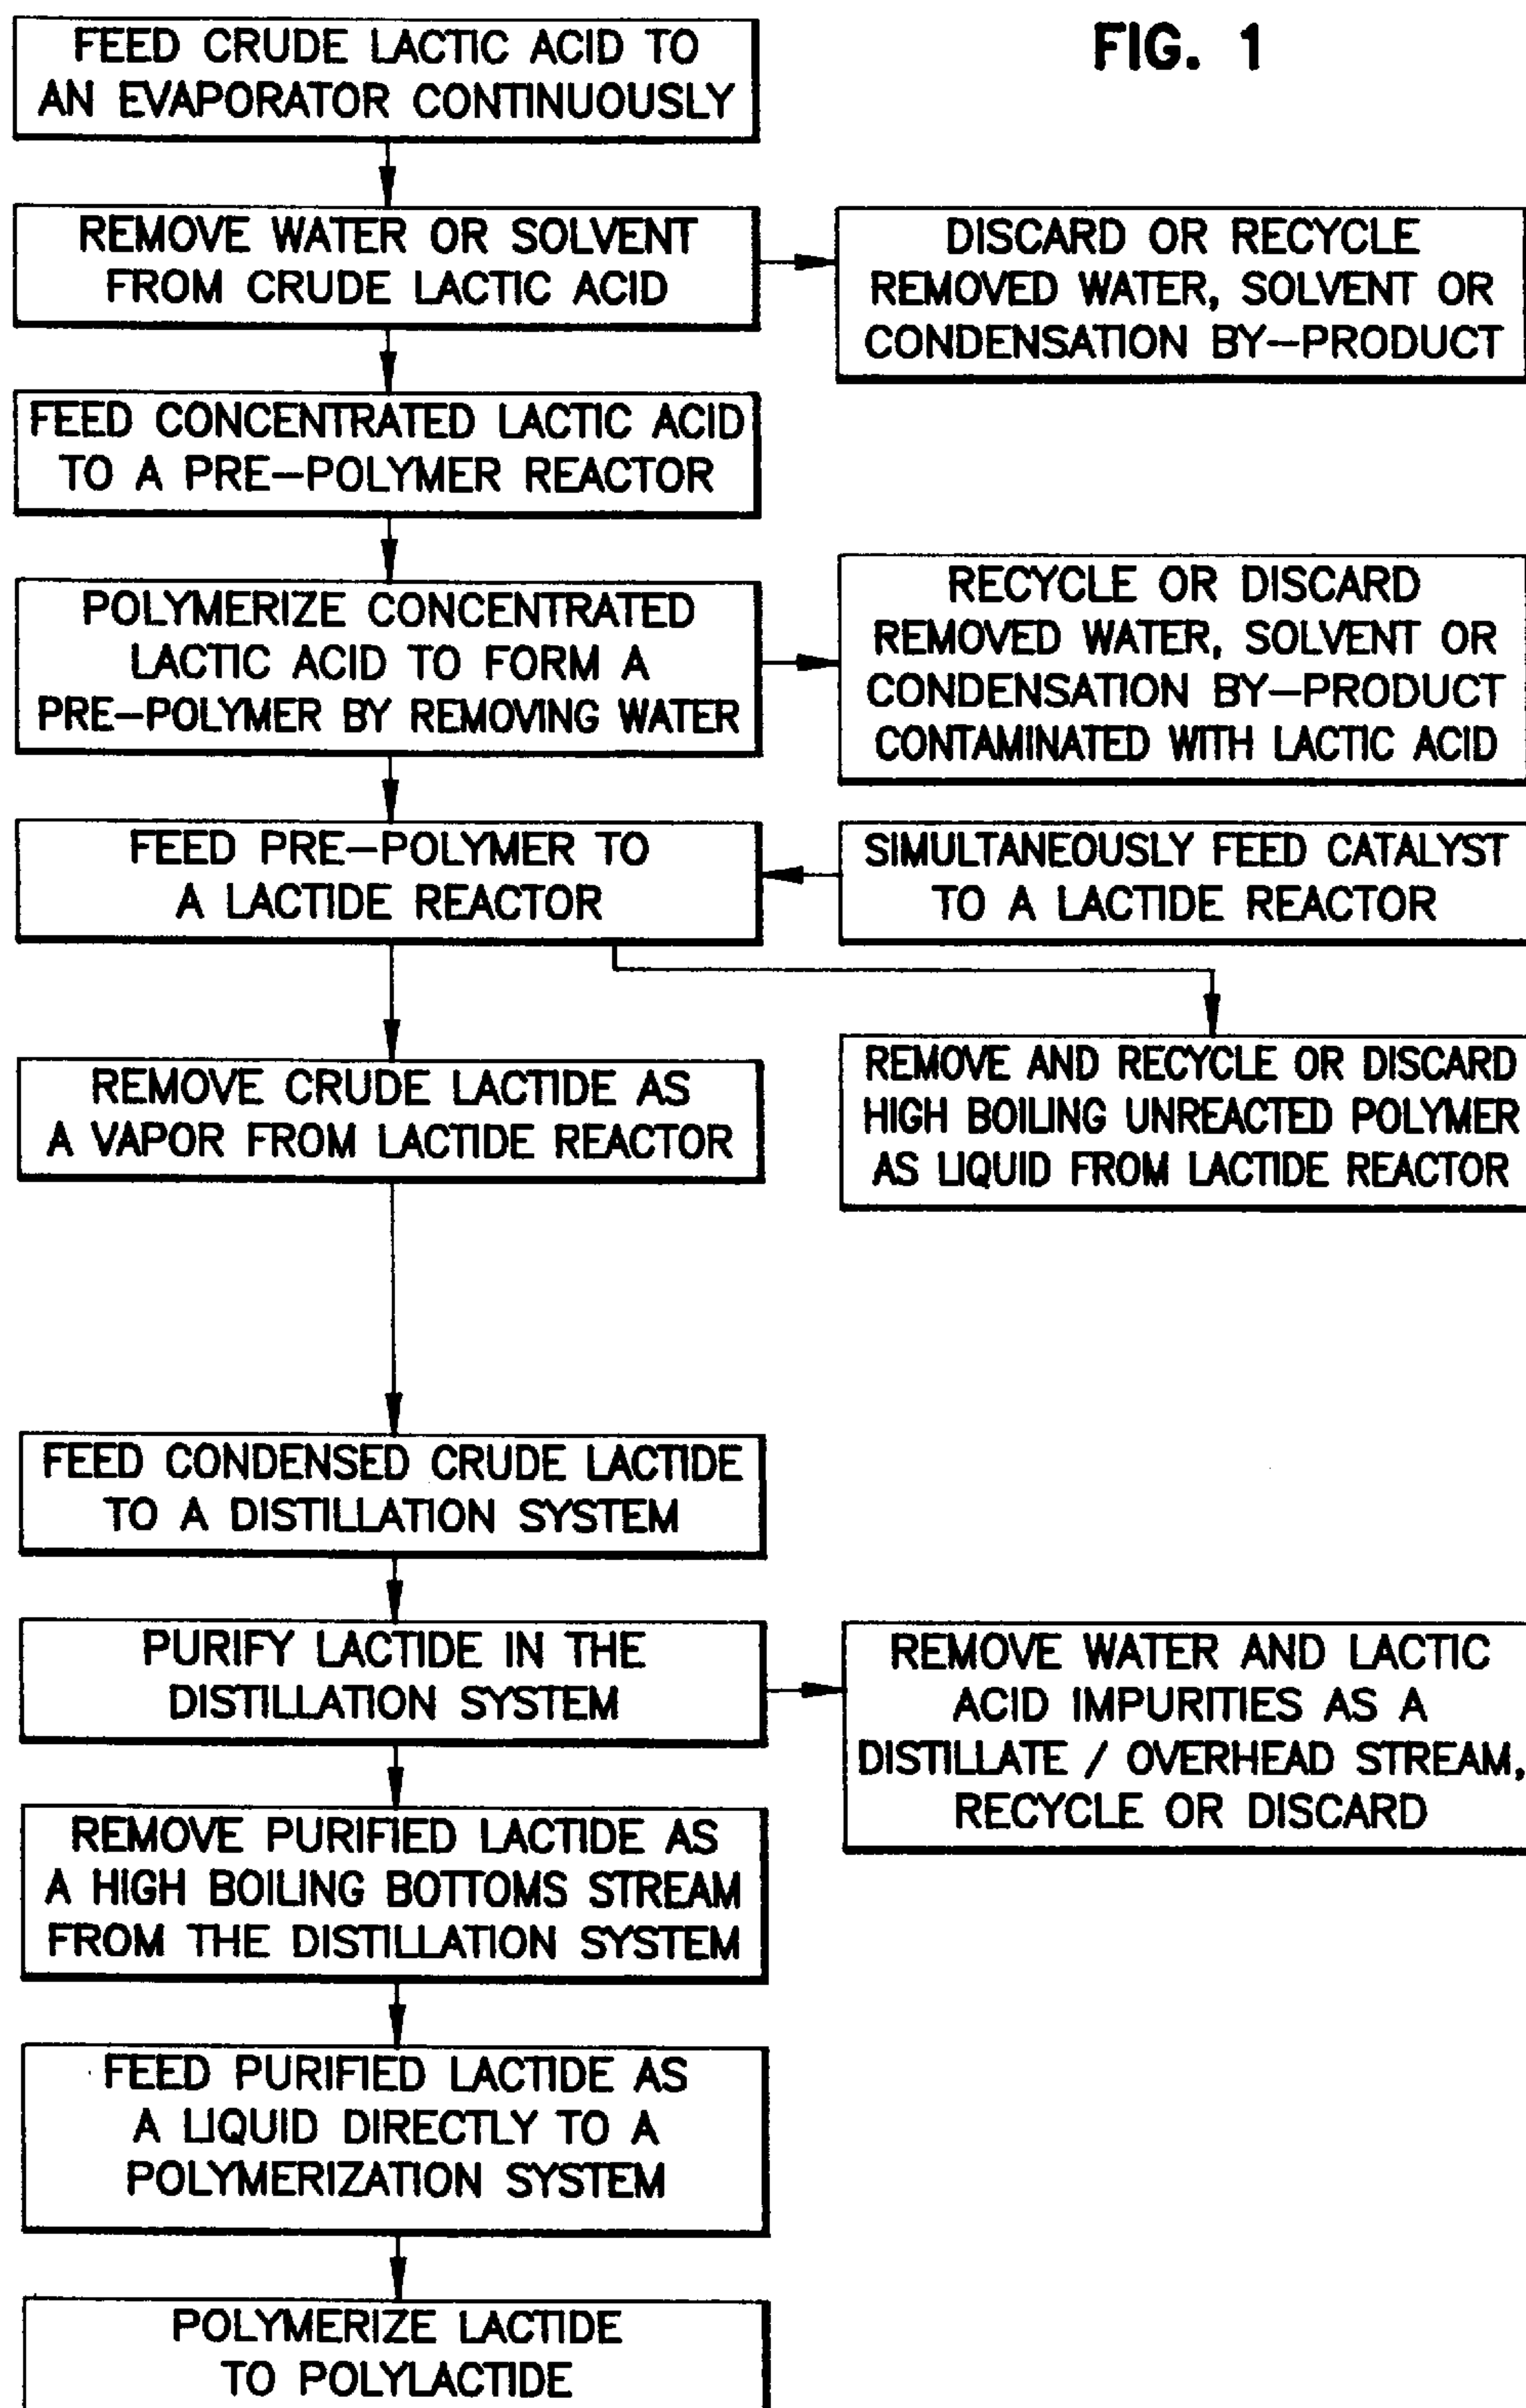 FIG. 1
FEED CRUDE LACTIC ACID TO
AN EVAPORATOR CONTINUOUSLY
REMOVE WATER OR SOLVENT
FROM CRUDE LACTIC ACID
DISCARD OR RECYCLE
REMOVED WATER, SOLVENT OR
CONDENSATION BY–PRODUCT
FEED CONCENTRATED LACTIC ACID
TO A PRE–POLYMER REACTOR
POLYMERIZE CONCENTRATED
LACTIC ACID TO FORM A
PRE–POLYMER BY REMOVING WATER
RECYCLE OR DISCARD
REMOVED WATER, SOLVENT OR
CONDENSATION BY–PRODUCT
CONTAMINATED WITH LACTIC ACID
FEED PRE–POLYMER TO
A LACTIDE REACTOR
SIMULTANEOUSLY FEED CATALYST
TO A LACTIDE REACTOR
REMOVE CRUDE LACTIDE AS
A VAPOR FROM LACTIDE REACTOR
REMOVE AND RECYCLE OR DISCARD
HIGH BOILING UNREACTED POLYMER
AS LIQUID FROM LACTIDE REACTOR
FEED CONDENSED CRUDE LACTIDE
TO A DISTILLATION SYSTEM
PURIFY LACTIDE IN THE
DISTILLATION SYSTEM
REMOVE WATER AND LACTIC
ACID IMPURITIES AS A
DISTILLATE / OVERHEAD STREAM,
RECYCLE OR DISCARD
REMOVE PURIFIED LACTIDE AS
A HIGH BOILING BOTTOMS STREAM
FROM THE DISTILLATION SYSTEM
FEED PURIFIED LACTIDE AS
A LIQUID DIRECTLY TO A
POLYMERIZATION SYSTEM
POLYMERIZE LACTIDE
TO POLYLACTIDE